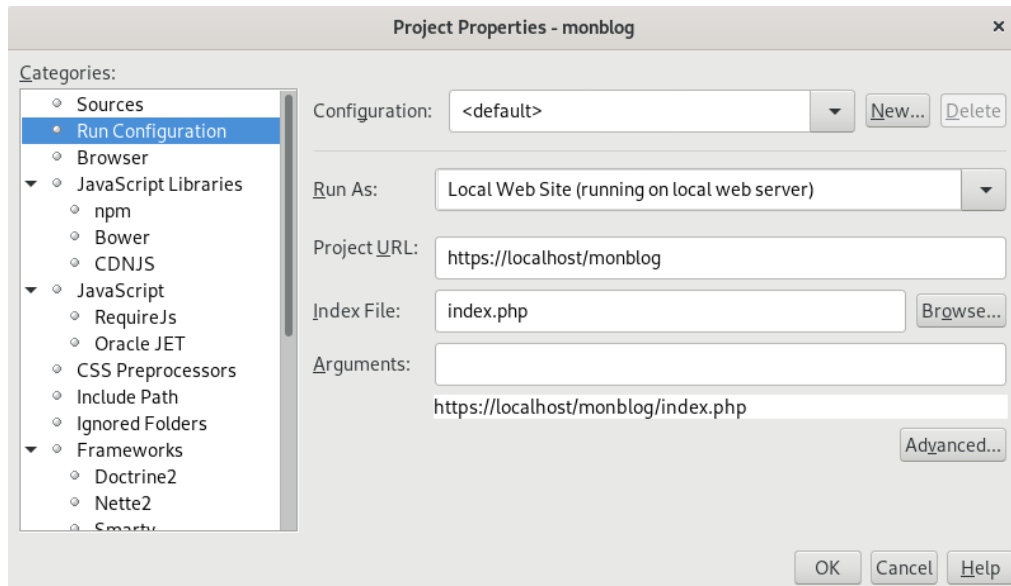 Project Properties - monblog
Categories:
Sources
Run Configuration
Browser
JavaScript Libraries
npm
Bower
CDNJS
JavaScript
RequireJs
Oracle JET
CSS Preprocessors
Include Path
Ignored Folders
Frameworks
Doctrine2
Nette2
Smarty
Configuration: <default> New... Delete
Run As: Local Web Site (running on local web server)
Project URL: https://localhost/monblog
Index File: index.php Browse...
Arguments:
https://localhost/monblog/index.php
Advanced...
OK Cancel Help